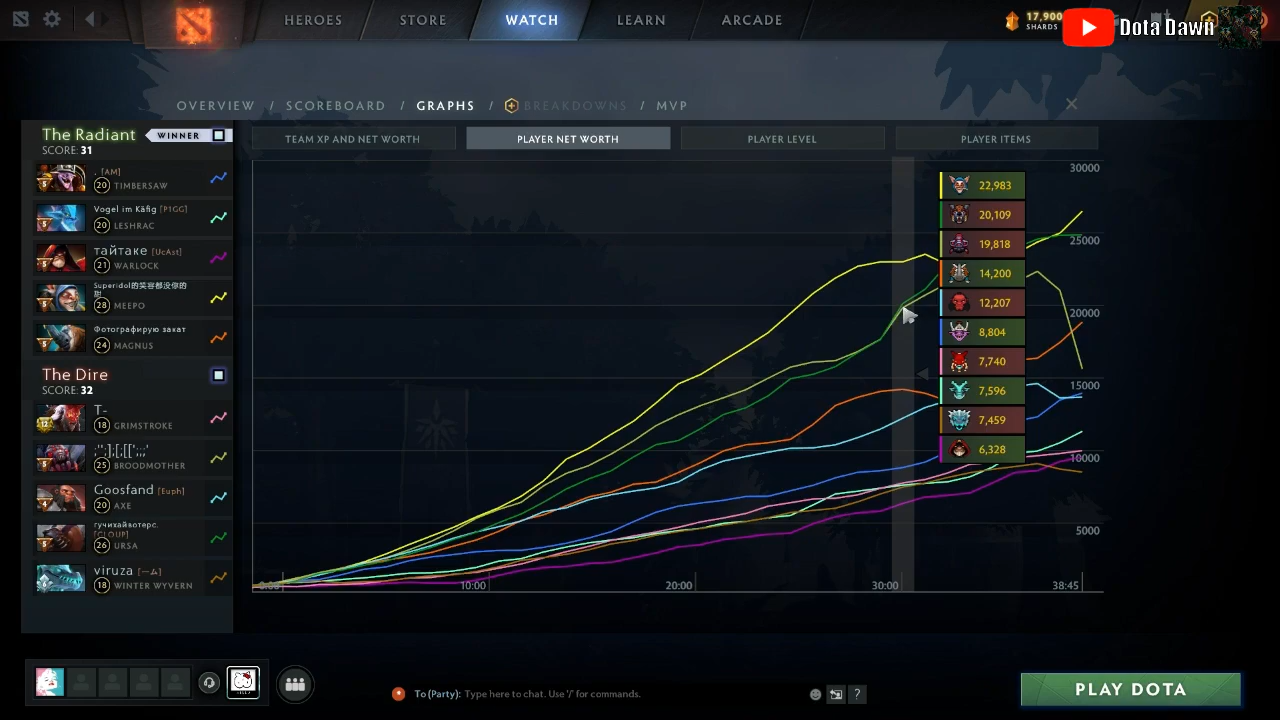 HEROES
STORE
WATCH
LEARN
ARCADE
17,900
SHARDS
Dota Dawn
OVERVIEW / SCOREBOARD / GRAPHS / BREAKDOWNS / MVP
The Radiant
WINNER
SCORE: 31
TEAM XP AND NET WORTH
PLAYER NET WORTH
PLAYER LEVEL
PLAYER ITEMS
. [AM]
20 TIMBERSAW
Vogel im Käfig [P1GG]
20 LESHRAC
тайтаке [UcAst]
21 WARLOCK
Superidol的笑容都没你的
28 MEEPO
Фотографирую закат
24 MAGNUS
The Dire
SCORE: 32
T-
18 GRIMSTROKE
25 BROODMOTHER
Goosfand [Euph]
20 AXE
гучихайвотерс.
[CLOUP]
26 URSA
viruza [一ム]
18 WINTER WYVERN
30000
25000
20000
15000
10000
5000
22,983
20,109
19,818
14,200
12,207
8,804
7,740
7,596
7,459
6,328
0:00
10:00
20:00
30:00
38:45
To (Party): Type here to chat. Use '/' for commands.
?
PLAY DOTA